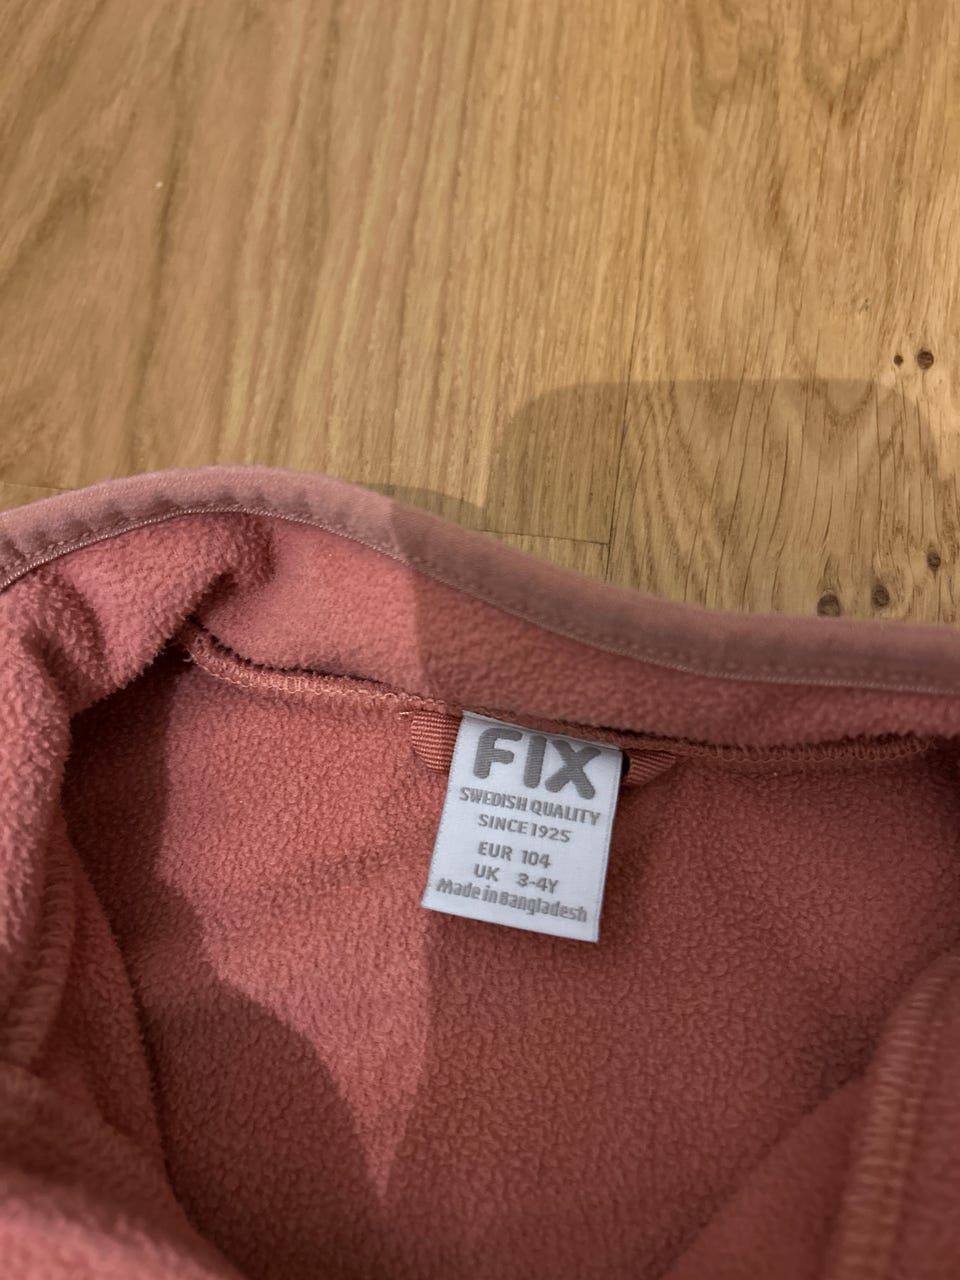 FIX
SWEDISH QUALITY
SINCE 1925
EUR 104
UK 3-4Y
Made in Bangladesh